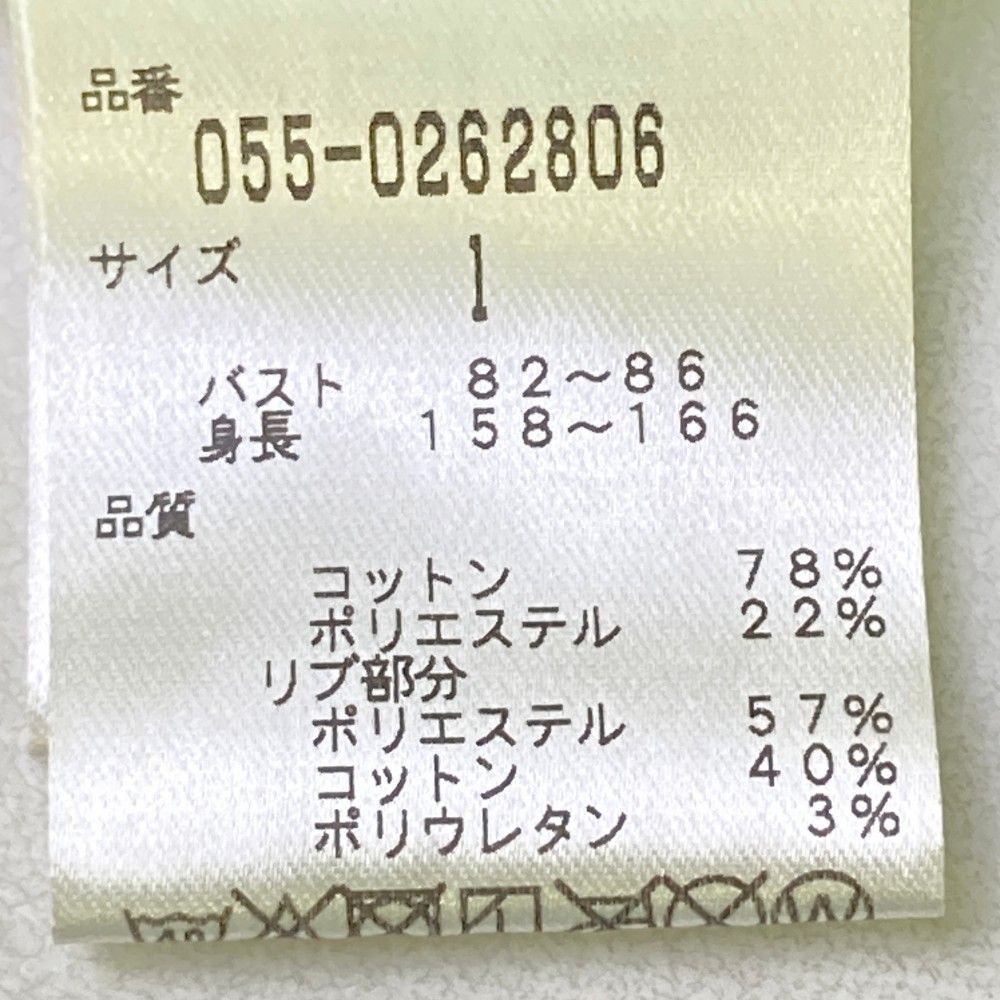 品番
055-0262806
サイズ 1
バスト 82～86
身長 158～166
品質
コットン 78%
ポリエステル 22%
リブ部分
ポリエステル 57%
コットン 40%
ポリウレタン 3%